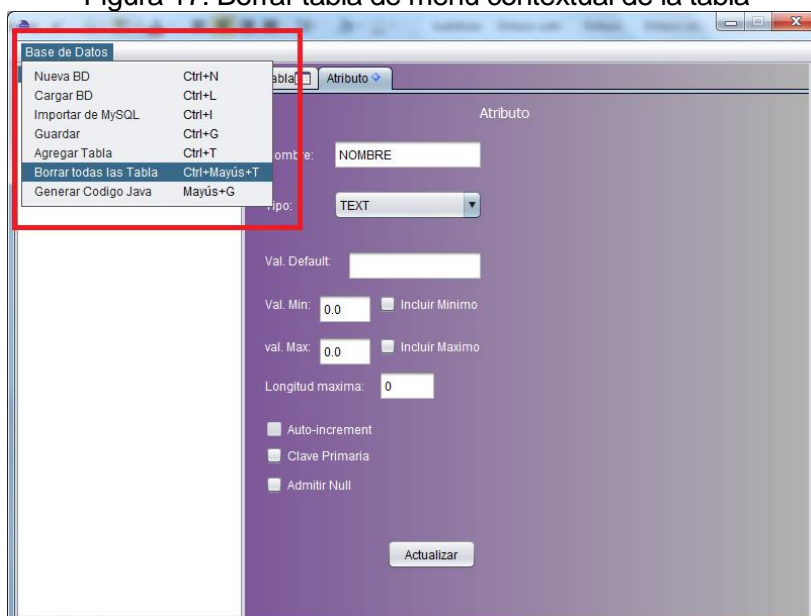 Figura 17. Borrar tabla de menú contextual de la tabla
Base de Datos
Nueva BD Ctrl+N
Cargar BD Ctrl+L
Importar de MySQL Ctrl+I
Guardar Ctrl+G
Agregar Tabla Ctrl+T
Borrar todas las Tabla Ctrl+Mayús+T
Generar Codigo Java Mayús+G
abla Atributo
Atributo
ombre: NOMBRE
Tipo: TEXT
Val. Default:
Val. Min: 0.0 Incluir Minimo
val. Max: 0.0 Incluir Maximo
Longitud maxima: 0
Auto-increment
Clave Primaria
Admitir Null
Actualizar